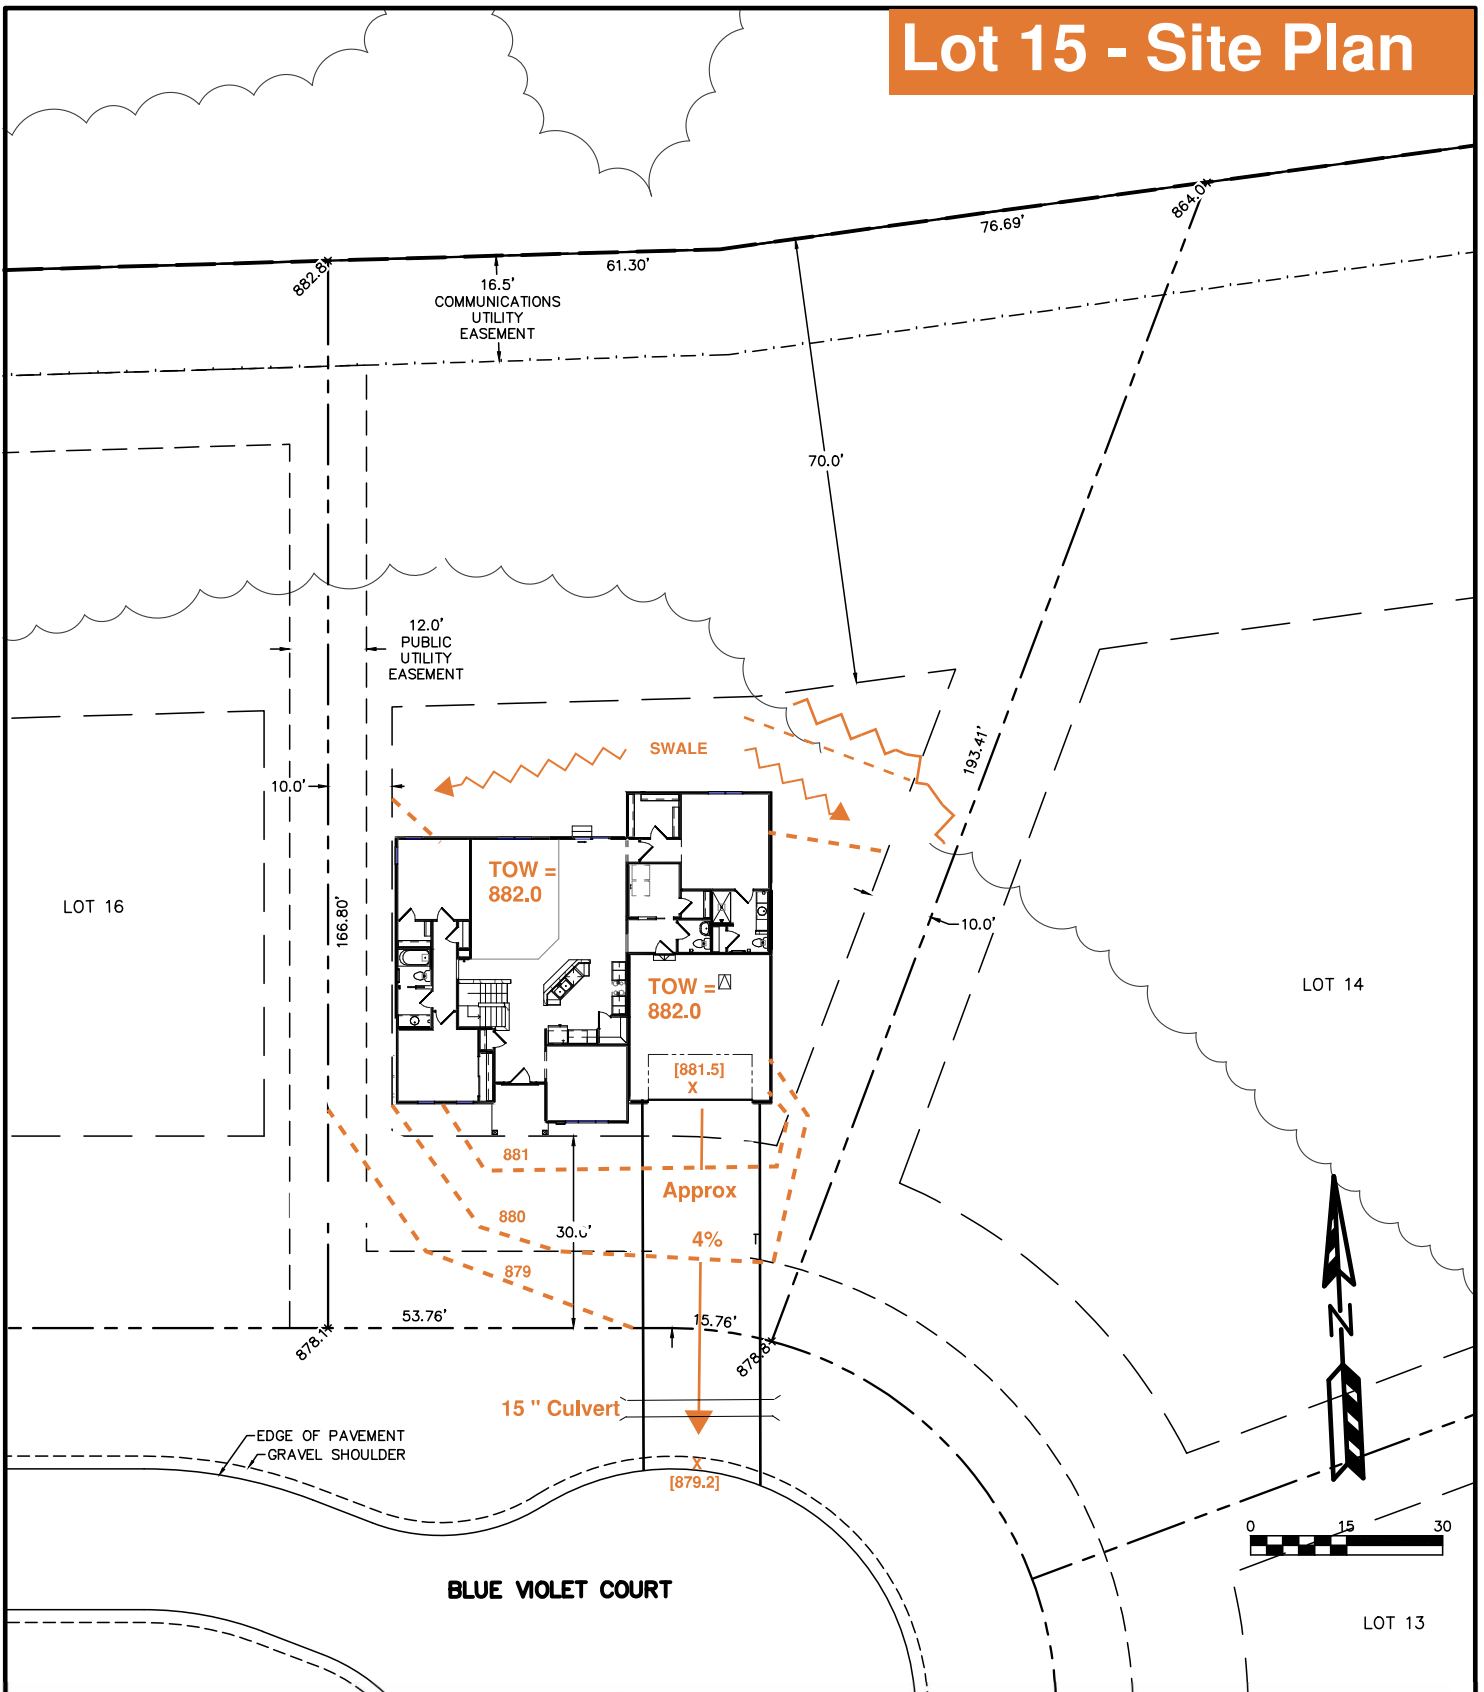 Lot 15 - Site Plan
864.0
76.69'
61.30'
882.8
16.5'
COMMUNICATIONS
UTILITY
EASEMENT
70.0'
12.0'
PUBLIC
UTILITY
EASEMENT
193.41'
SWALE
10.0'
TOW =
882.0
LOT 16
166.80'
10.0'
LOT 14
TOW =
882.0
[881.5]
X
881
Approx
880
30.0'
4%
T
879
53.76'
15.76'
878.1
878.8
N
15 " Culvert
EDGE OF PAVEMENT
GRAVEL SHOULDER
X
[879.2]
0 15 30
BLUE VIOLET COURT
LOT 13